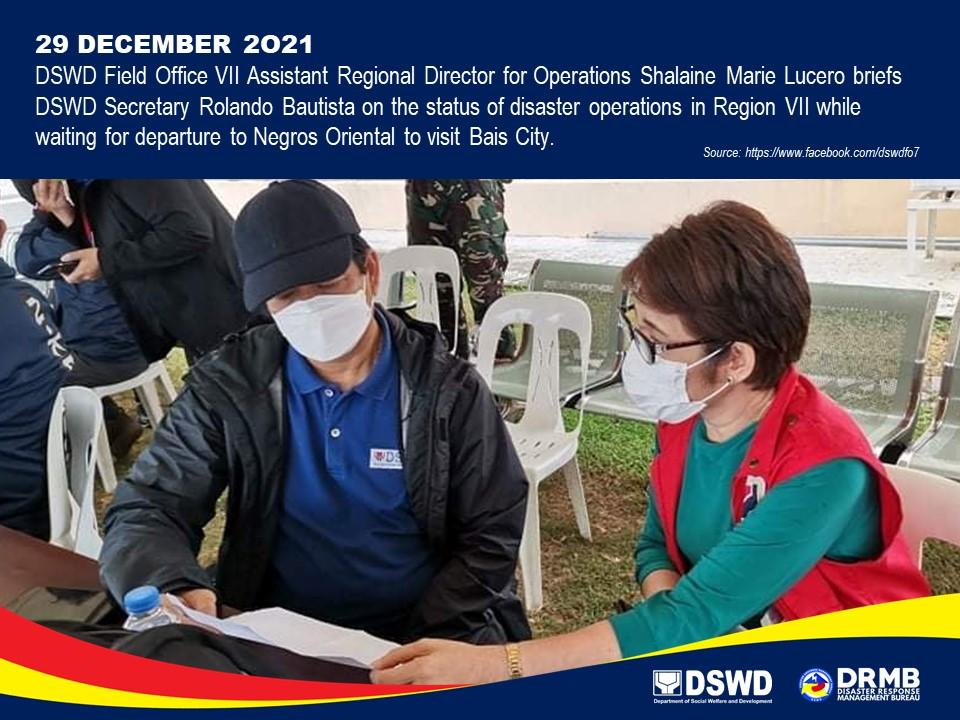 29 DECEMBER 2O21
DSWD Field Office VII Assistant Regional Director for Operations Shalaine Marie Lucero briefs
DSWD Secretary Rolando Bautista on the status of disaster operations in Region VII while
waiting for departure to Negros Oriental to visit Bais City.
Source: https://www.facebook.com/dswdfo7
DSWD
Department of Social Welfare and Development
DRMB
DISASTER RESPONSE
MANAGEMENT BUREAU